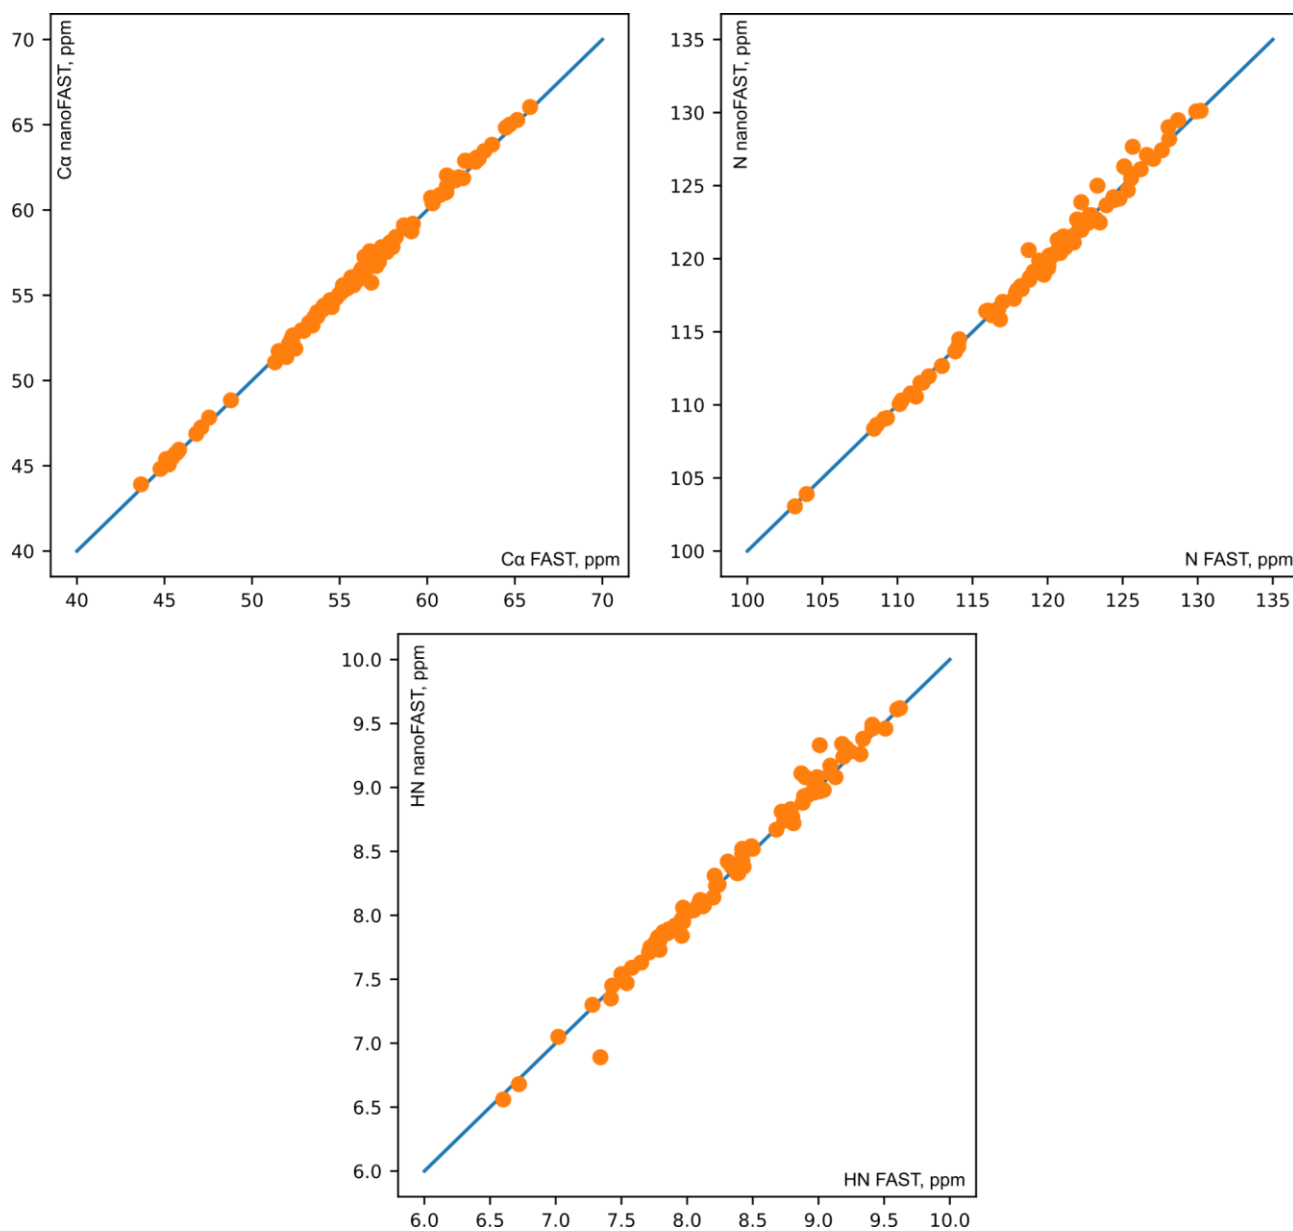 Cα nanoFAST, ppm
70
65
60
55
50
45
40
40 45 50 55 60 65 70
Cα FAST, ppm
N nanoFAST, ppm
135
130
125
120
115
110
105
100
100 105 110 115 120 125 130 135
N FAST, ppm
HN nanoFAST, ppm
10.0
9.5
9.0
8.5
8.0
7.5
7.0
6.5
6.0
6.0 6.5 7.0 7.5 8.0 8.5 9.0 9.5 10.0
HN FAST, ppm